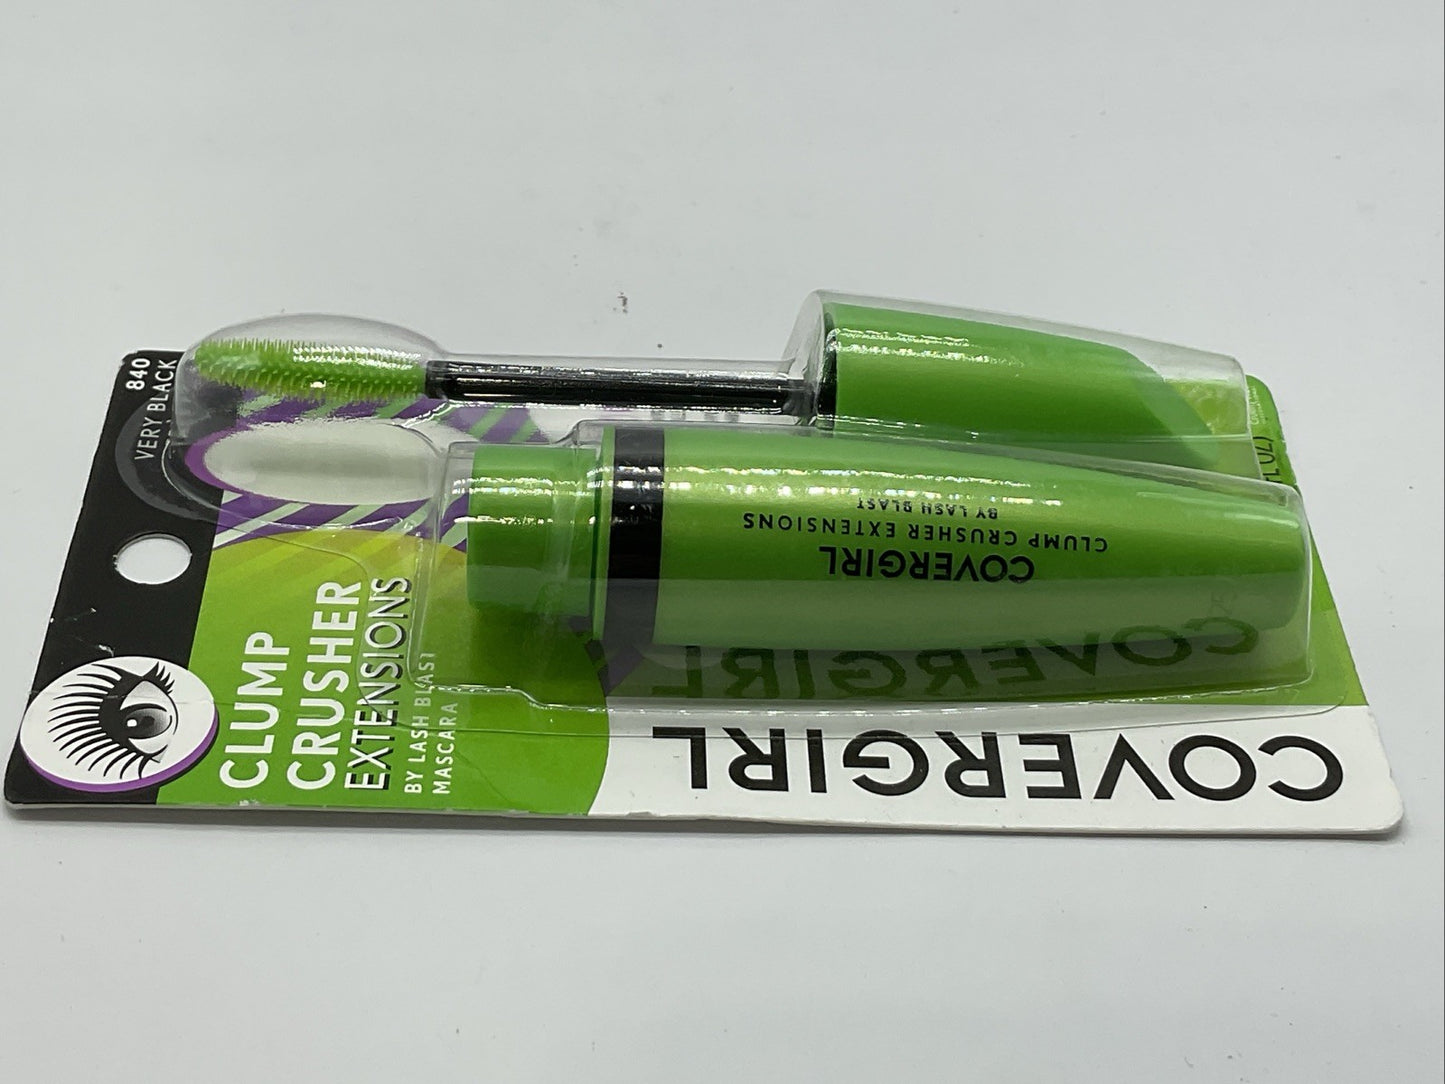 840
VERY BLACK
CLUMP
CRUSHER
EXTENSIONS
BY LASH BLAST
MASCARA
COVERGIRL
CLUMP CRUSHER EXTENSIONS
BY LASH BLAST
COVERGIRL